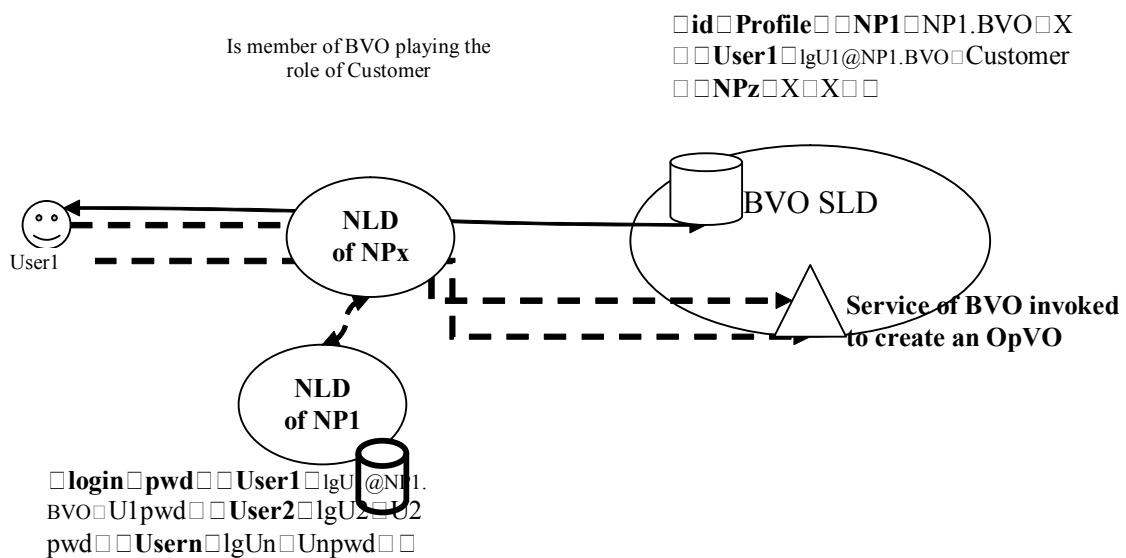 □id□Profile□□NP1□NP1.BVO□X
□□User1□lgU1@NP1.BVO□Customer
□□NPz□X□X□□
Is member of BVO playing the
role of Customer
BVO SLD
NLD
of NPx
User1
Service of BVO invoked
to create an OpVO
NLD
of NP1
□login□pwd□□User1□lgU1@NP1.
BVO□U1pwd□□User2□lgU2□U2
pwd□□Usern□lgUn□Unpwd□□